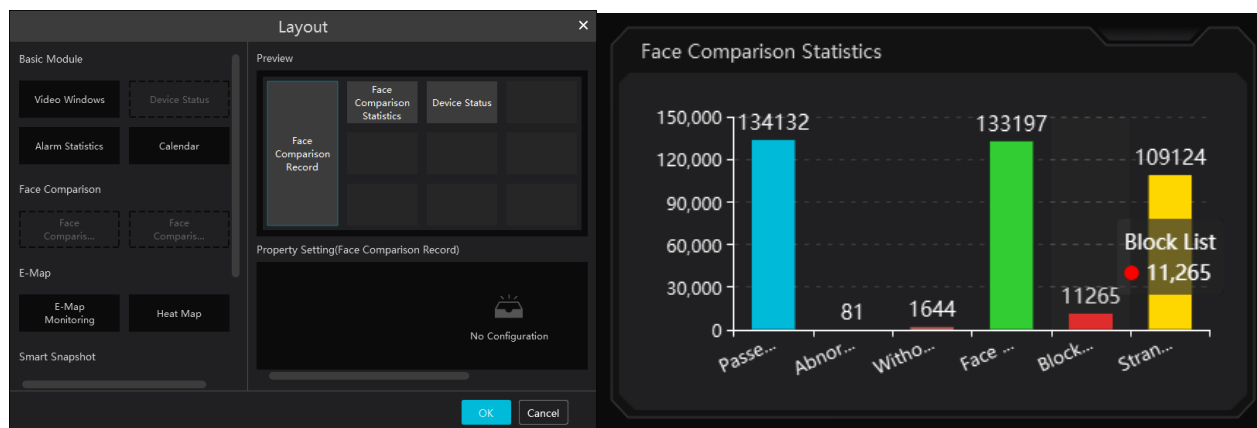 Layout
Basic Module
Video Windows
Device Status
Alarm Statistics
Calendar
Face Comparison
Face
Comparis...
Face
Comparis...
E-Map
E-Map
Monitoring
Heat Map
Smart Snapshot
Preview
Face
Comparison
Record
Face
Comparison
Statistics
Device Status
Property Setting(Face Comparison Record)
No Configuration
OK
Cancel
Face Comparison Statistics
150,000
120,000
90,000
60,000
30,000
0
134132
81
1644
133197
11265
109124
Block List
11,265
Passe...
Abnor...
Witho...
Face ...
Block...
Stran...